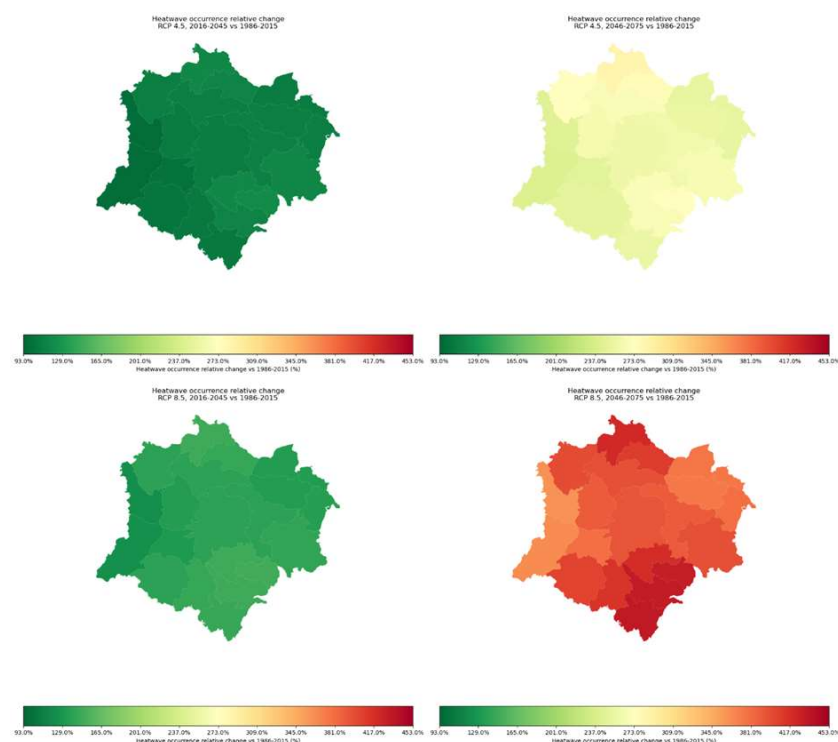 Heatwave occurrence relative change
RCP 4.5, 2016-2045 vs 1986-2015
Heatwave occurrence relative change
RCP 4.5, 2046-2075 vs 1986-2015
93.0% 129.0% 165.0% 201.0% 237.0% 273.0% 309.0% 345.0% 381.0% 417.0% 453.0%
Heatwave occurrence relative change vs 1986-2015 (%)
93.0% 129.0% 165.0% 201.0% 237.0% 273.0% 309.0% 345.0% 381.0% 417.0% 453.0%
Heatwave occurrence relative change vs 1986-2015 (%)
Heatwave occurrence relative change
RCP 8.5, 2016-2045 vs 1986-2015
Heatwave occurrence relative change
RCP 8.5, 2046-2075 vs 1986-2015
93.0% 129.0% 165.0% 201.0% 237.0% 273.0% 309.0% 345.0% 381.0% 417.0% 453.0%
Heatwave occurrence relative change vs 1986-2015 (%)
93.0% 129.0% 165.0% 201.0% 237.0% 273.0% 309.0% 345.0% 381.0% 417.0% 453.0%
Heatwave occurrence relative change vs 1986-2015 (%)